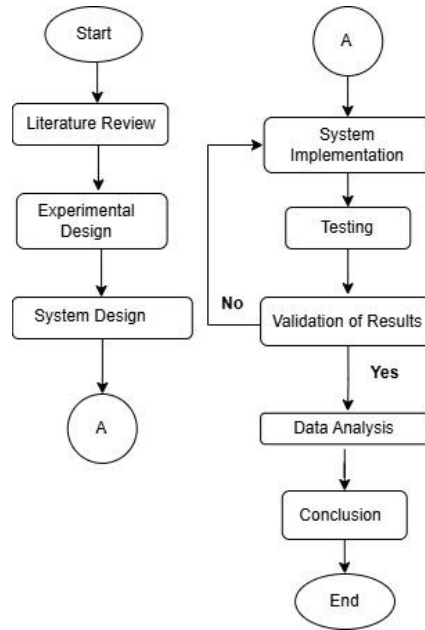 Start
Literature Review
Experimental
Design
System Design
A
A
System
Implementation
Testing
No
Validation of Results
Yes
Data Analysis
Conclusion
End